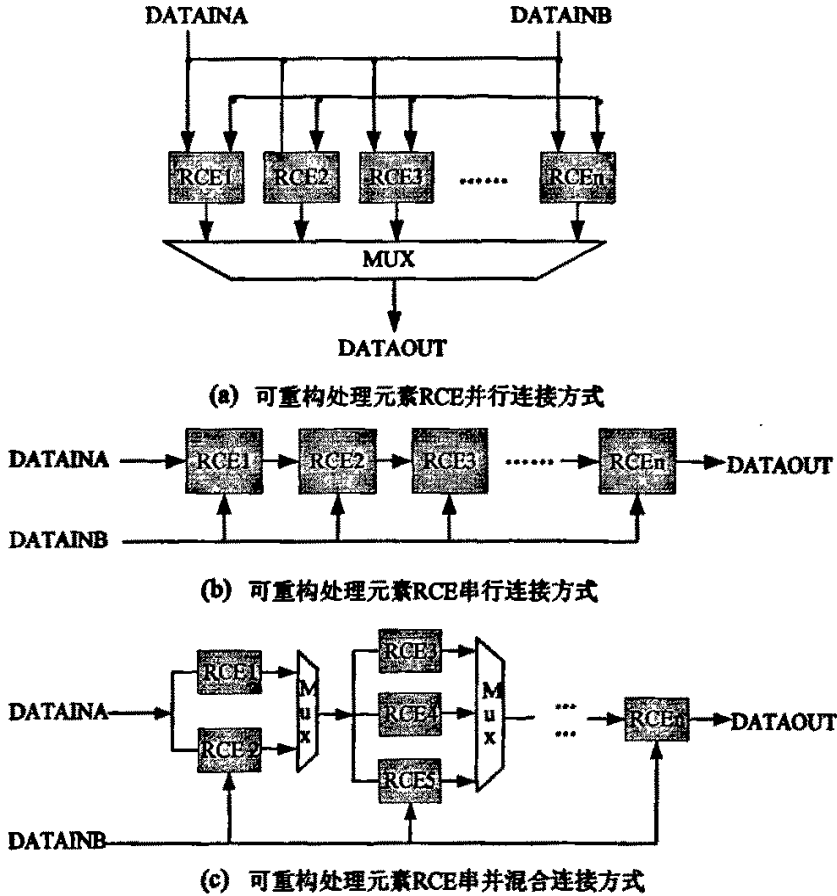 DATAINA DATAINB
RCE1 RCE2 RCE3 ...... RCEn
MUX
DATAOUT
(a) 可重构处理元素RCE并行连接方式
DATAINA RCE1 RCE2 RCE3 ...... RCEn DATAOUT
DATAINB
(b) 可重构处理元素RCE串行连接方式
RCE1 RCE3
DATAINA Mux RCE4 Mux ... ... RCEn DATAOUT
RCE2 RCE5
DATAINB
(c) 可重构处理元素RCE串并混合连接方式